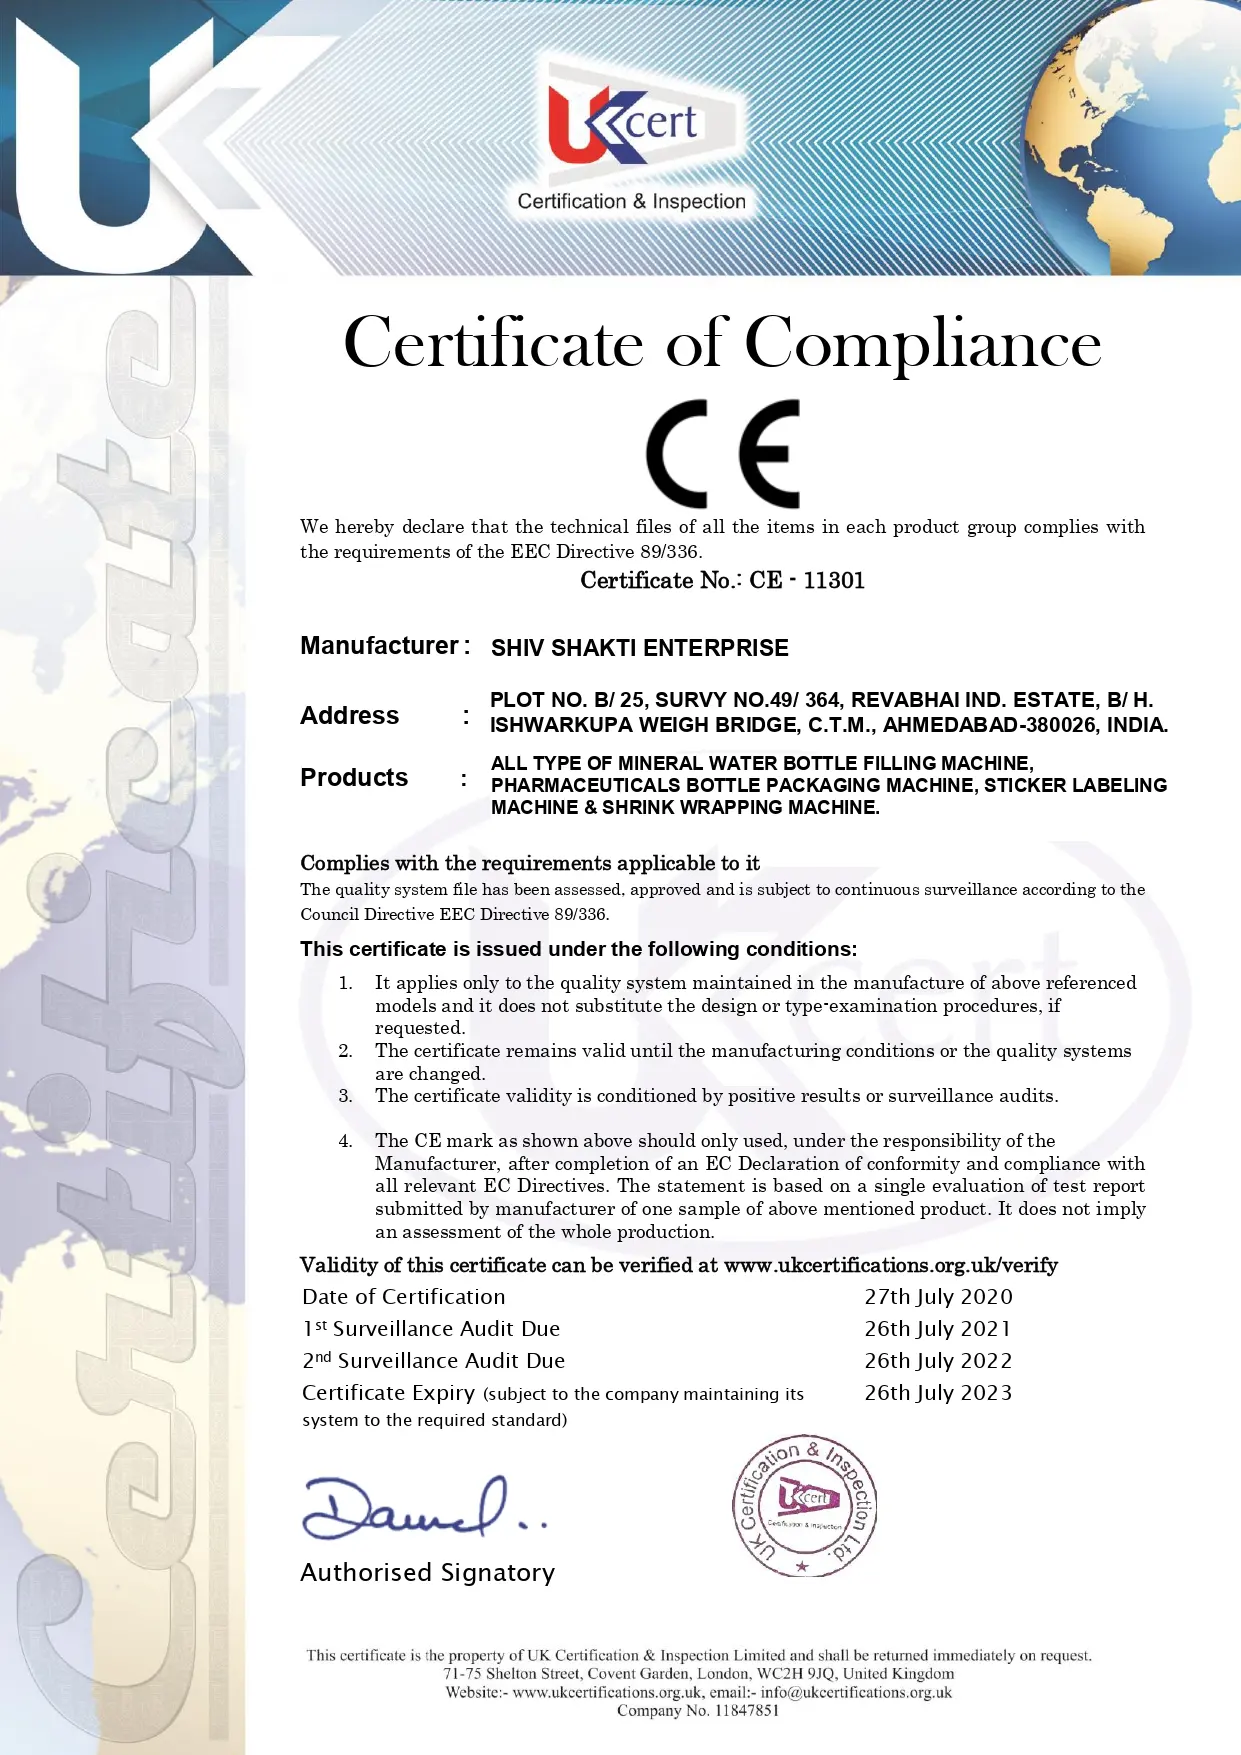 UK cert
Certification & Inspection
Certificate
Certificate of Compliance
CE
We hereby declare that the technical files of all the items in each product group complies with
the requirements of the EEC Directive 89/336.
Certificate No.: CE - 11301
Manufacturer : SHIV SHAKTI ENTERPRISE
Address : PLOT NO. B/ 25, SURVY NO.49/ 364, REVABHAI IND. ESTATE, B/ H.
ISHWARKUPA WEIGH BRIDGE, C.T.M., AHMEDABAD-380026, INDIA.
Products : ALL TYPE OF MINERAL WATER BOTTLE FILLING MACHINE,
PHARMACEUTICALS BOTTLE PACKAGING MACHINE, STICKER LABELING
MACHINE & SHRINK WRAPPING MACHINE.
Complies with the requirements applicable to it
The quality system file has been assessed, approved and is subject to continuous surveillance according to the
Council Directive EEC Directive 89/336.
This certificate is issued under the following conditions:
1. It applies only to the quality system maintained in the manufacture of above referenced
models and it does not substitute the design or type-examination procedures, if
requested.
2. The certificate remains valid until the manufacturing conditions or the quality systems
are changed.
3. The certificate validity is conditioned by positive results or surveillance audits.
4. The CE mark as shown above should only used, under the responsibility of the
Manufacturer, after completion of an EC Declaration of conformity and compliance with
all relevant EC Directives. The statement is based on a single evaluation of test report
submitted by manufacturer of one sample of above mentioned product. It does not imply
an assessment of the whole production.
Validity of this certificate can be verified at www.ukcertifications.org.uk/verify
Date of Certification 27th July 2020
1st Surveillance Audit Due 26th July 2021
2nd Surveillance Audit Due 26th July 2022
Certificate Expiry (subject to the company maintaining its 26th July 2023
system to the required standard)
UK Certification & Inspection Ltd.
UK cert
Certification & Inspection
Authorised Signatory
This certificate is the property of UK Certification & Inspection Limited and shall be returned immediately on request.
71-75 Shelton Street, Covent Garden, London, WC2H 9JQ, United Kingdom
Website:- www.ukcertifications.org.uk, email:- info@ukcertifications.org.uk
Company No. 11847851